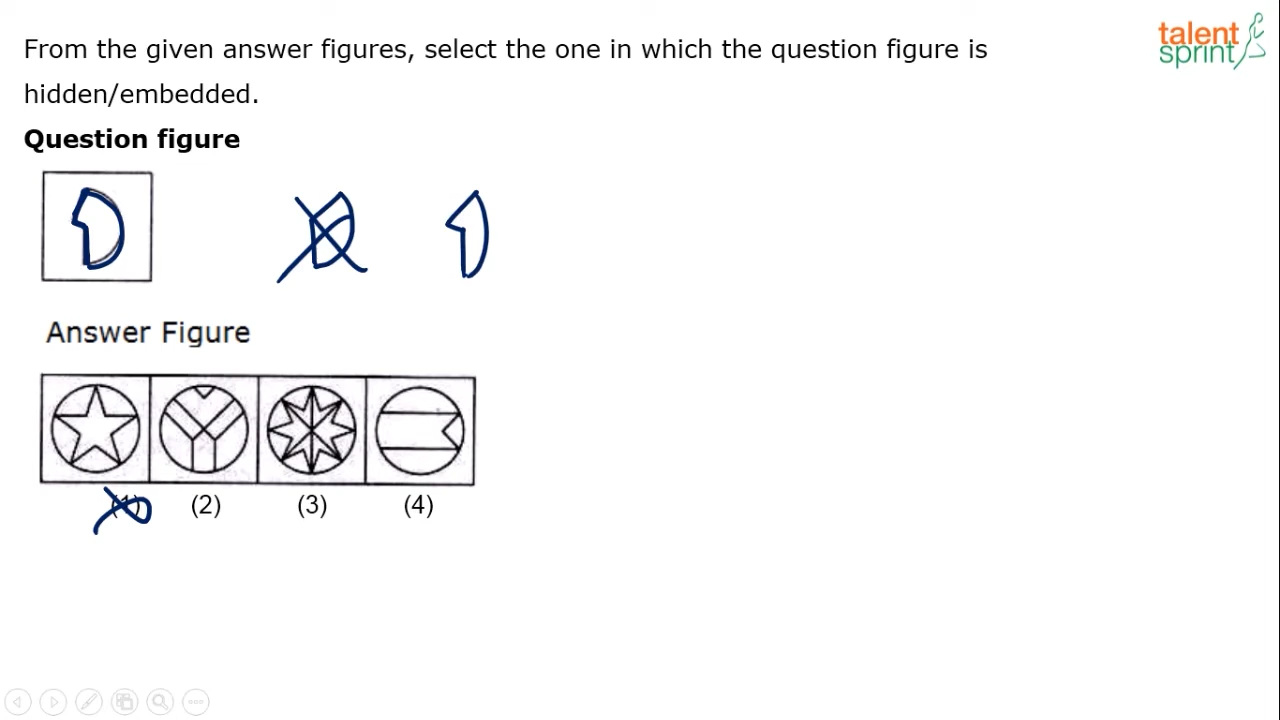 From the given answer figures, select the one in which the question figure is
talent
sprint
hidden/embedded.
Question figure
Answer Figure
(1) (2) (3) (4)